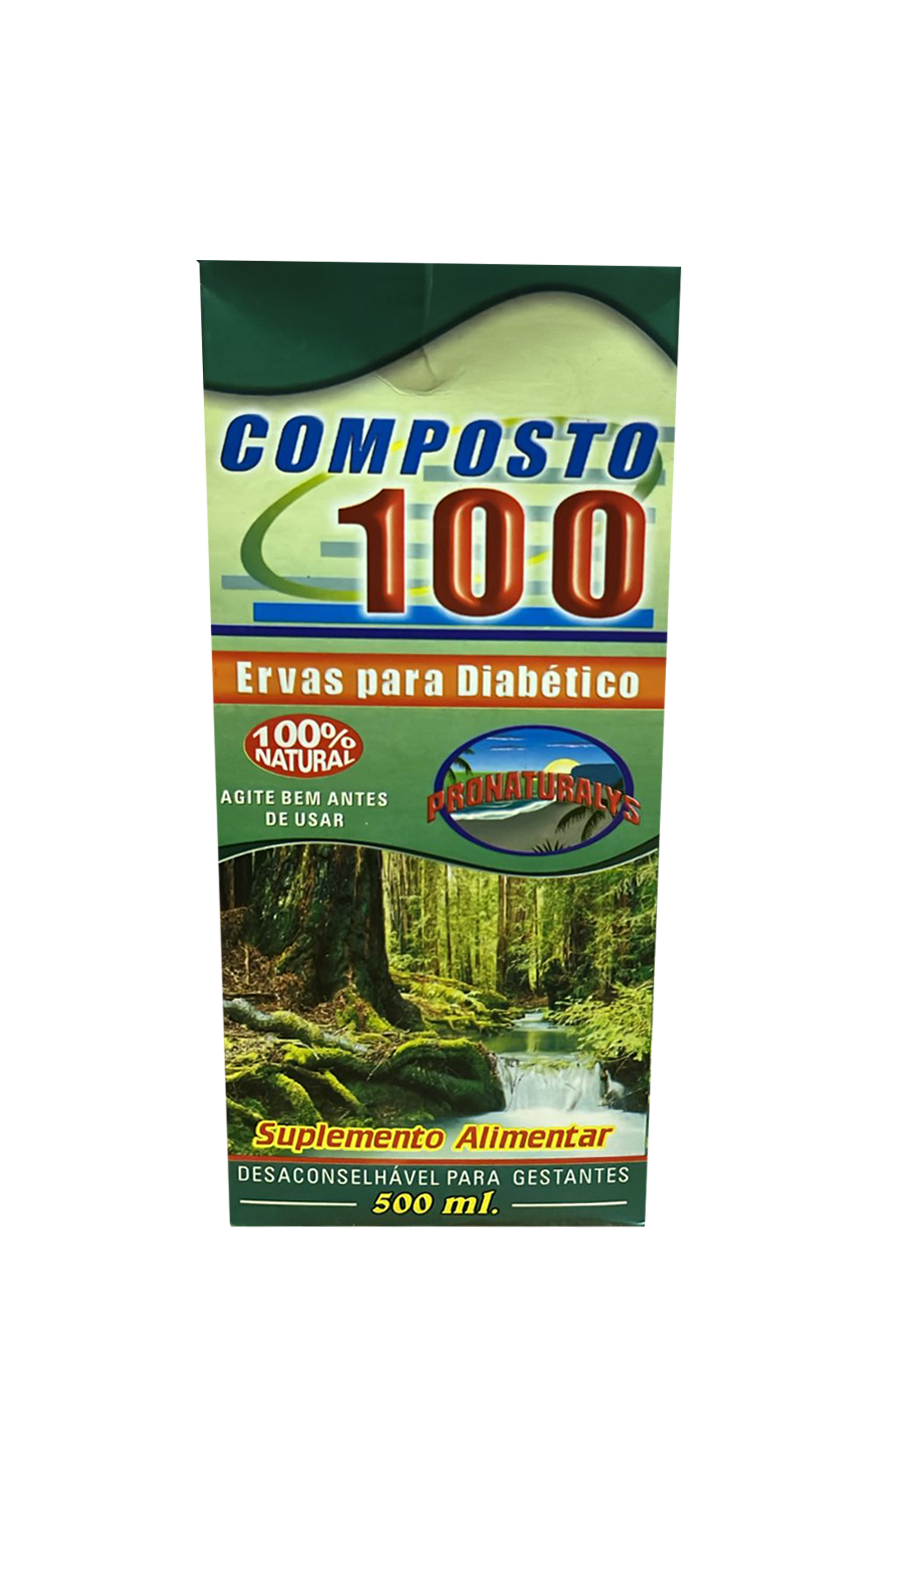 COMPOSTO
100
Ervas para Diabético
100%
NATURAL
AGITE BEM ANTES
DE USAR
PRONATURALYS
Suplemento Alimentar
DESACONSELHÁVEL PARA GESTANTES
500 ml.